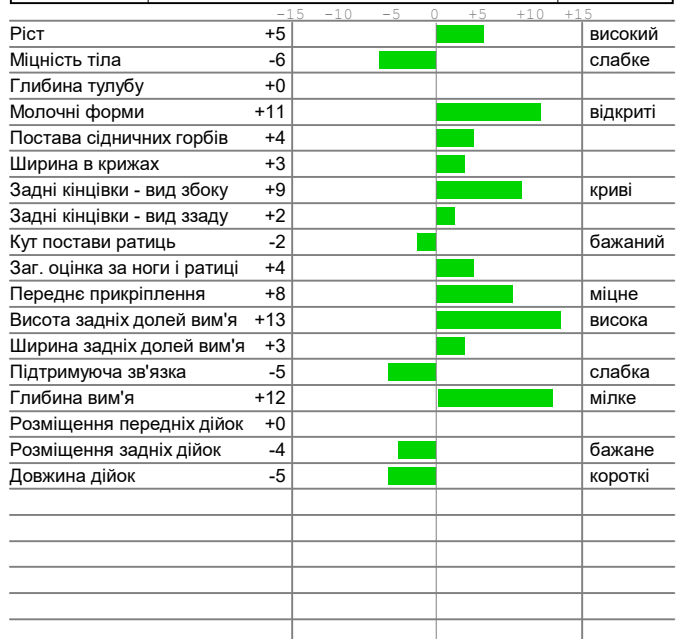 -15 -10 -5 0 +5 +10 +15
Ріст +5 високий
Міцність тіла -6 слабке
Глибина тулубу +0
Молочні форми +11 відкриті
Постава сідничних горбів +4
Ширина в крижах +3
Задні кінцівки - вид збоку +9 криві
Задні кінцівки - вид ззаду +2
Кут постави ратиць -2 бажаний
Заг. оцінка за ноги і ратиці +4
Переднє прикріплення +8 міцне
Висота задніх долей вим'я +13 висока
Ширина задніх долей вим'я +3
Підтримуюча зв'язка -5 слабка
Глибина вим'я +12 мілке
Розміщення передніх дійок +0
Розміщення задніх дійок -4 бажане
Довжина дійок -5 короткі